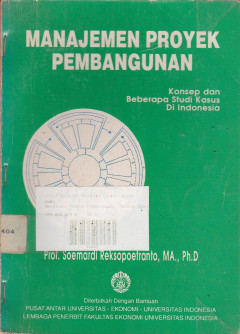 MANAJEMEN PROYEK
PEMBANGUNAN
Konsep dan
Beberapa Studi Kasus
Di Indonesia
404
Prof. Soemardi Reksopoetranto, MA., Ph.D
Diterbitkan Dengan Bantuan
PUSAT ANTAR UNIVERSITAS - EKONOMI - UNIVERSITAS INDONESIA
LEMBAGA PENERBIT FAKULTAS EKONOMI UNIVERSITAS INDONESIA